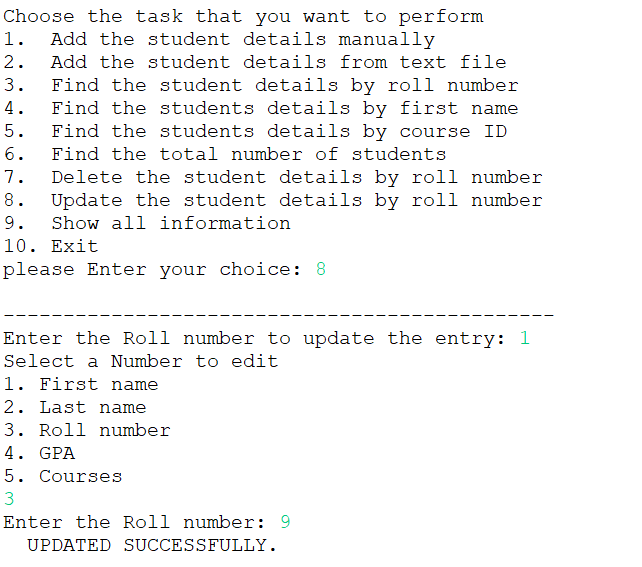 Choose the task that you want to perform
1.  Add the student details manually
2.  Add the student details from text file
3.  Find the student details by roll number
4.  Find the students details by first name
5.  Find the students details by course ID
6.  Find the total number of students
7.  Delete the student details by roll number
8.  Update the student details by roll number
9.  Show all information
10. Exit
please Enter your choice: 8
----------------------------------------------
Enter the Roll number to update the entry: 1
Select a Number to edit
1. First name
2. Last name
3. Roll number
4. GPA
5. Courses
3
Enter the Roll number: 9
  UPDATED SUCCESSFULLY.